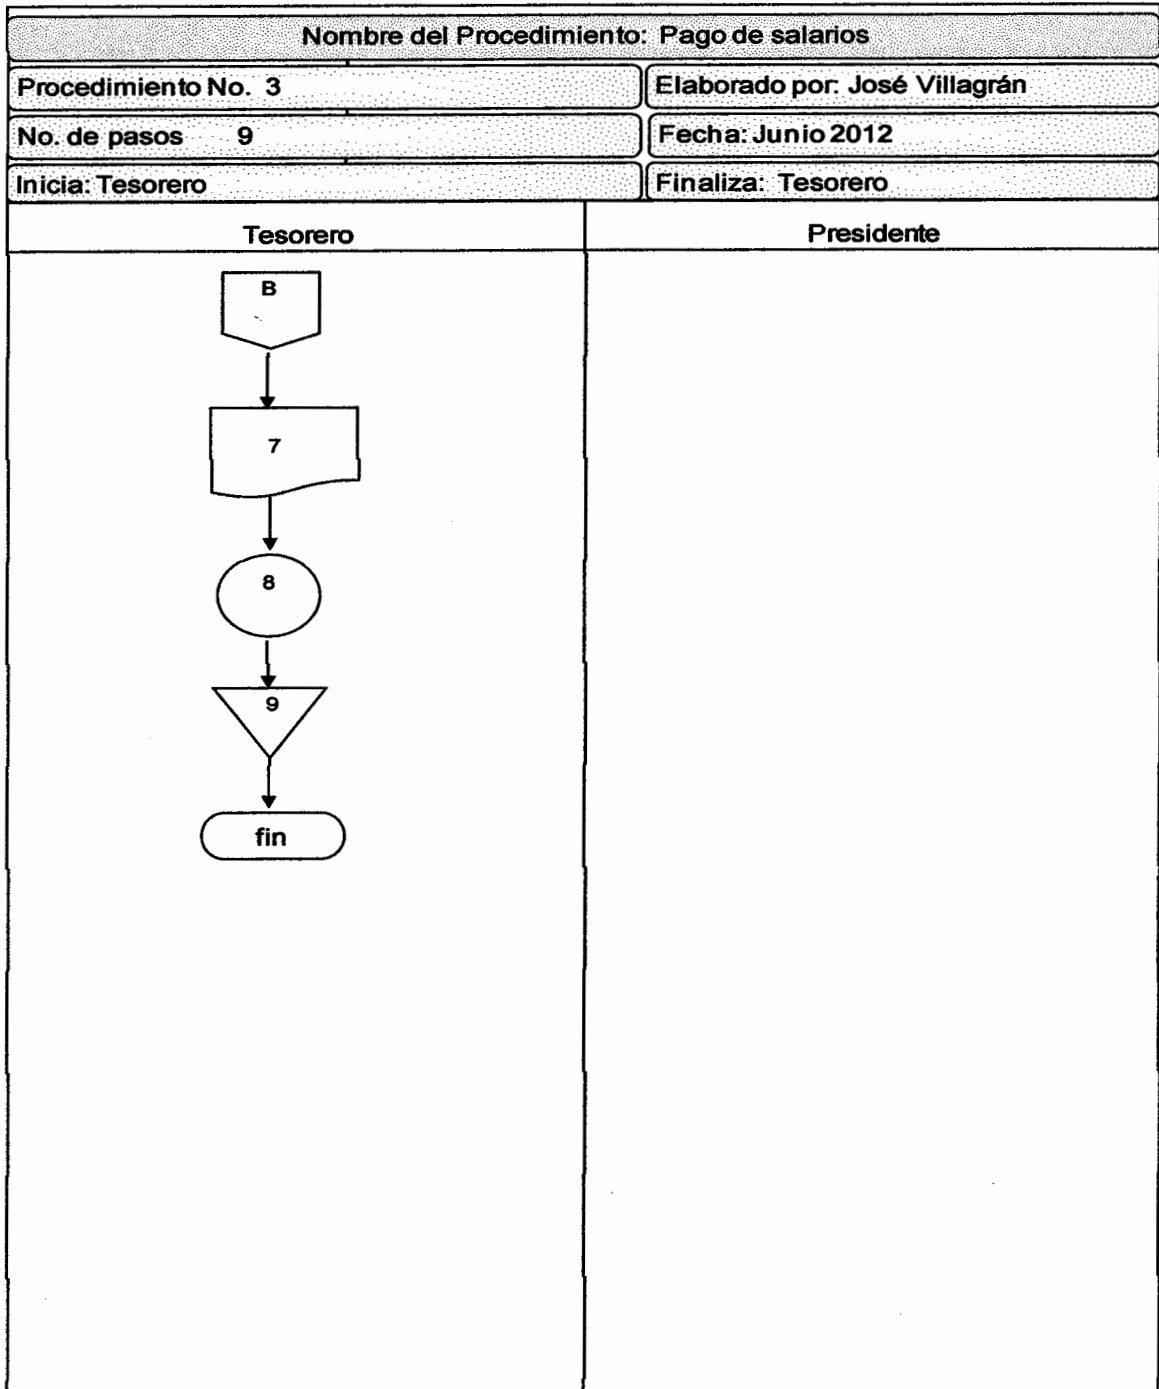 Nombre del Procedimiento: Pago de salarios
Procedimiento No. 3
Elaborado por: José Villagrán
No. de pasos 9
Fecha: Junio 2012
Inicia: Tesorero
Finaliza: Tesorero
Tesorero
Presidente
B
7
8
9
fin